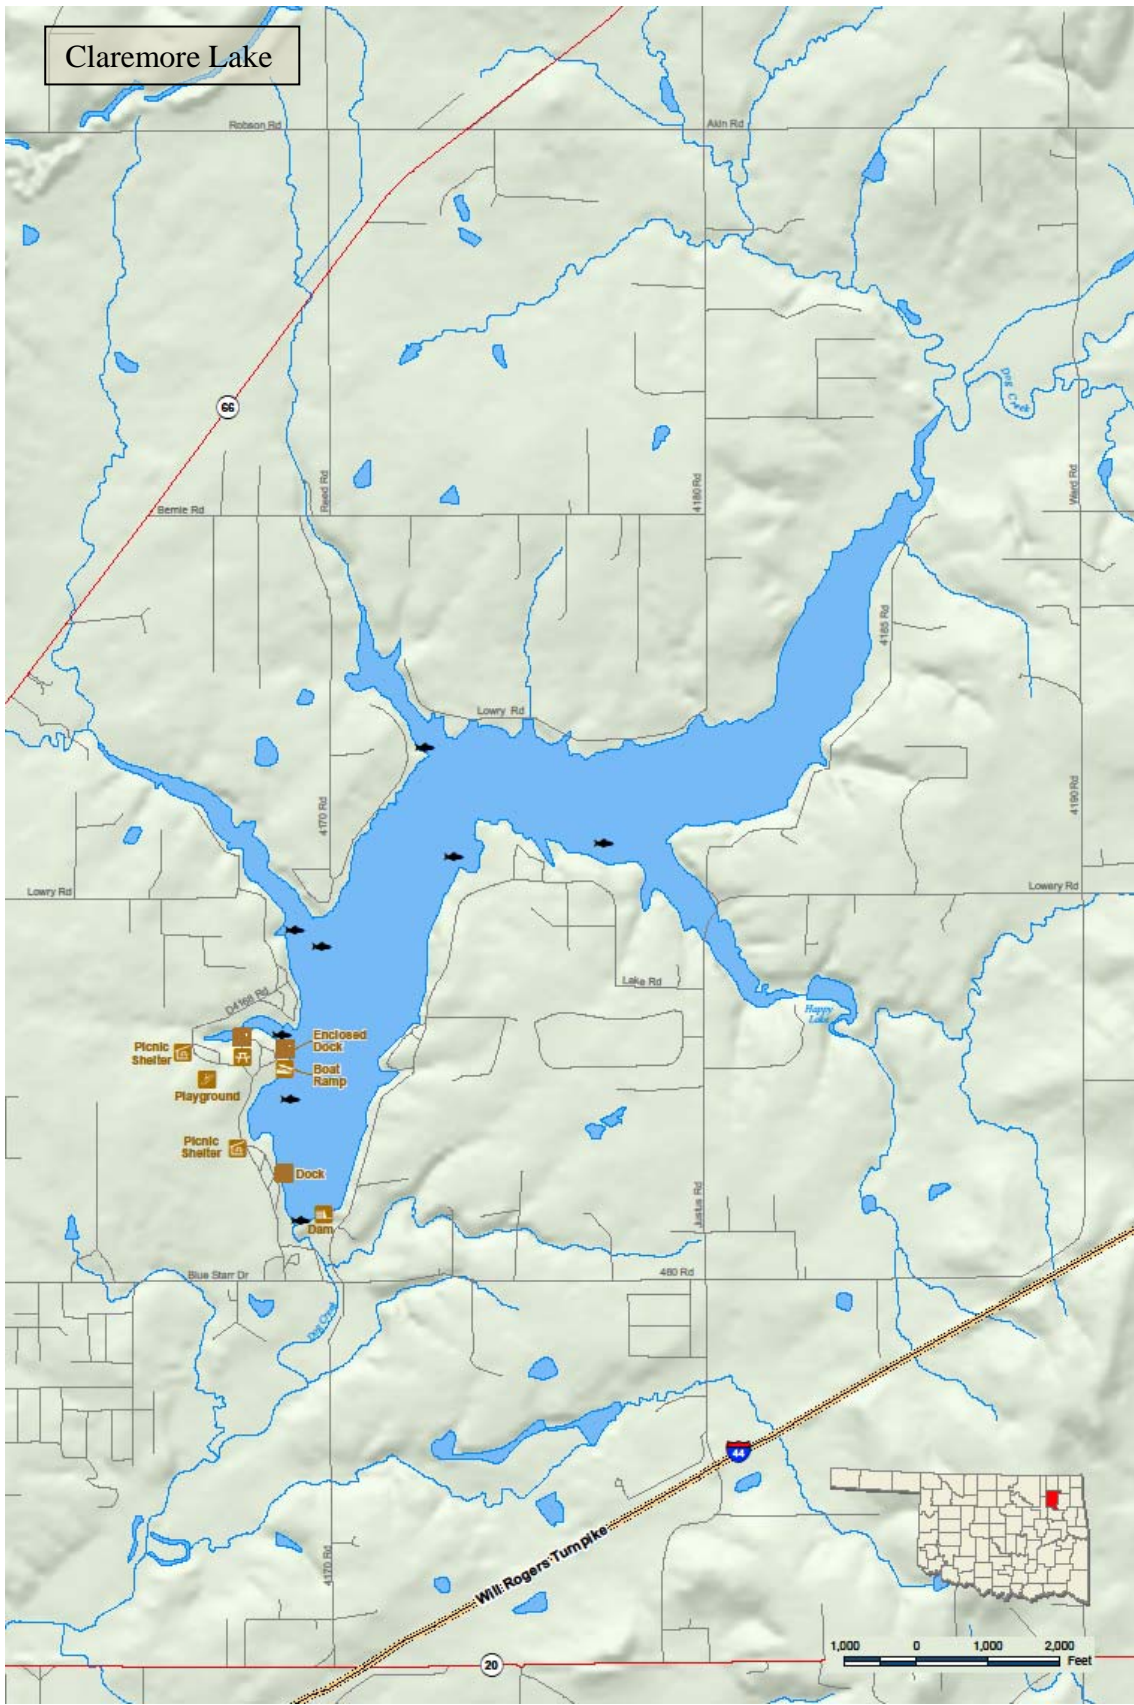 Claremore Lake
Robson Rd
Akin Rd
Dog Creek
66
Reed Rd
4180 Rd
Ward Rd
Bernie Rd
4185 Rd
Lowry Rd
4170 Rd
4190 Rd
Lowry Rd
Lowery Rd
Lake Rd
D4168 Rd
Happy
Lake
Enclosed
Dock
Picnic
Shelter
Boat
Ramp
Playground
Picnic
Shelter
Dock
Justus Rd
Dam
Blue Starr Dr
480 Rd
Dog Creek
44
Will Rogers Turnpike
4170 Rd
1,000 0 1,000 2,000
Feet
20